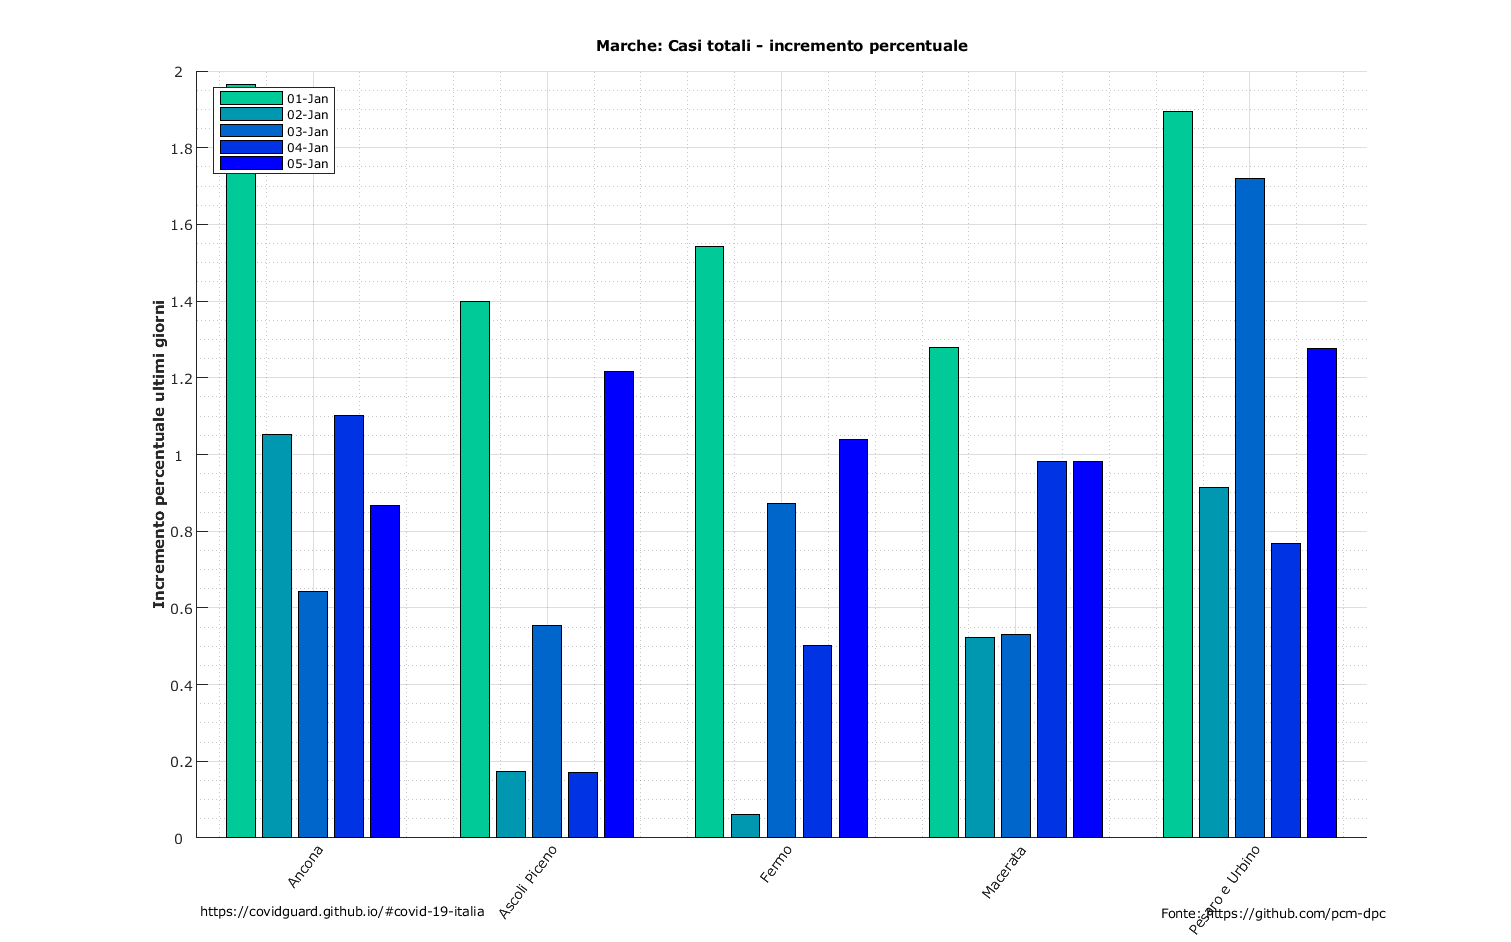 Marche: Casi totali - incremento percentuale
Incremento percentuale ultimi giorni
2
1.8
1.6
1.4
1.2
1
0.8
0.6
0.4
0.2
0
01-Jan
02-Jan
03-Jan
04-Jan
05-Jan
Ancona
Ascoli Piceno
Fermo
Macerata
Pesaro e Urbino
https://covidguard.github.io/#covid-19-italia
Fonte: https://github.com/pcm-dpc